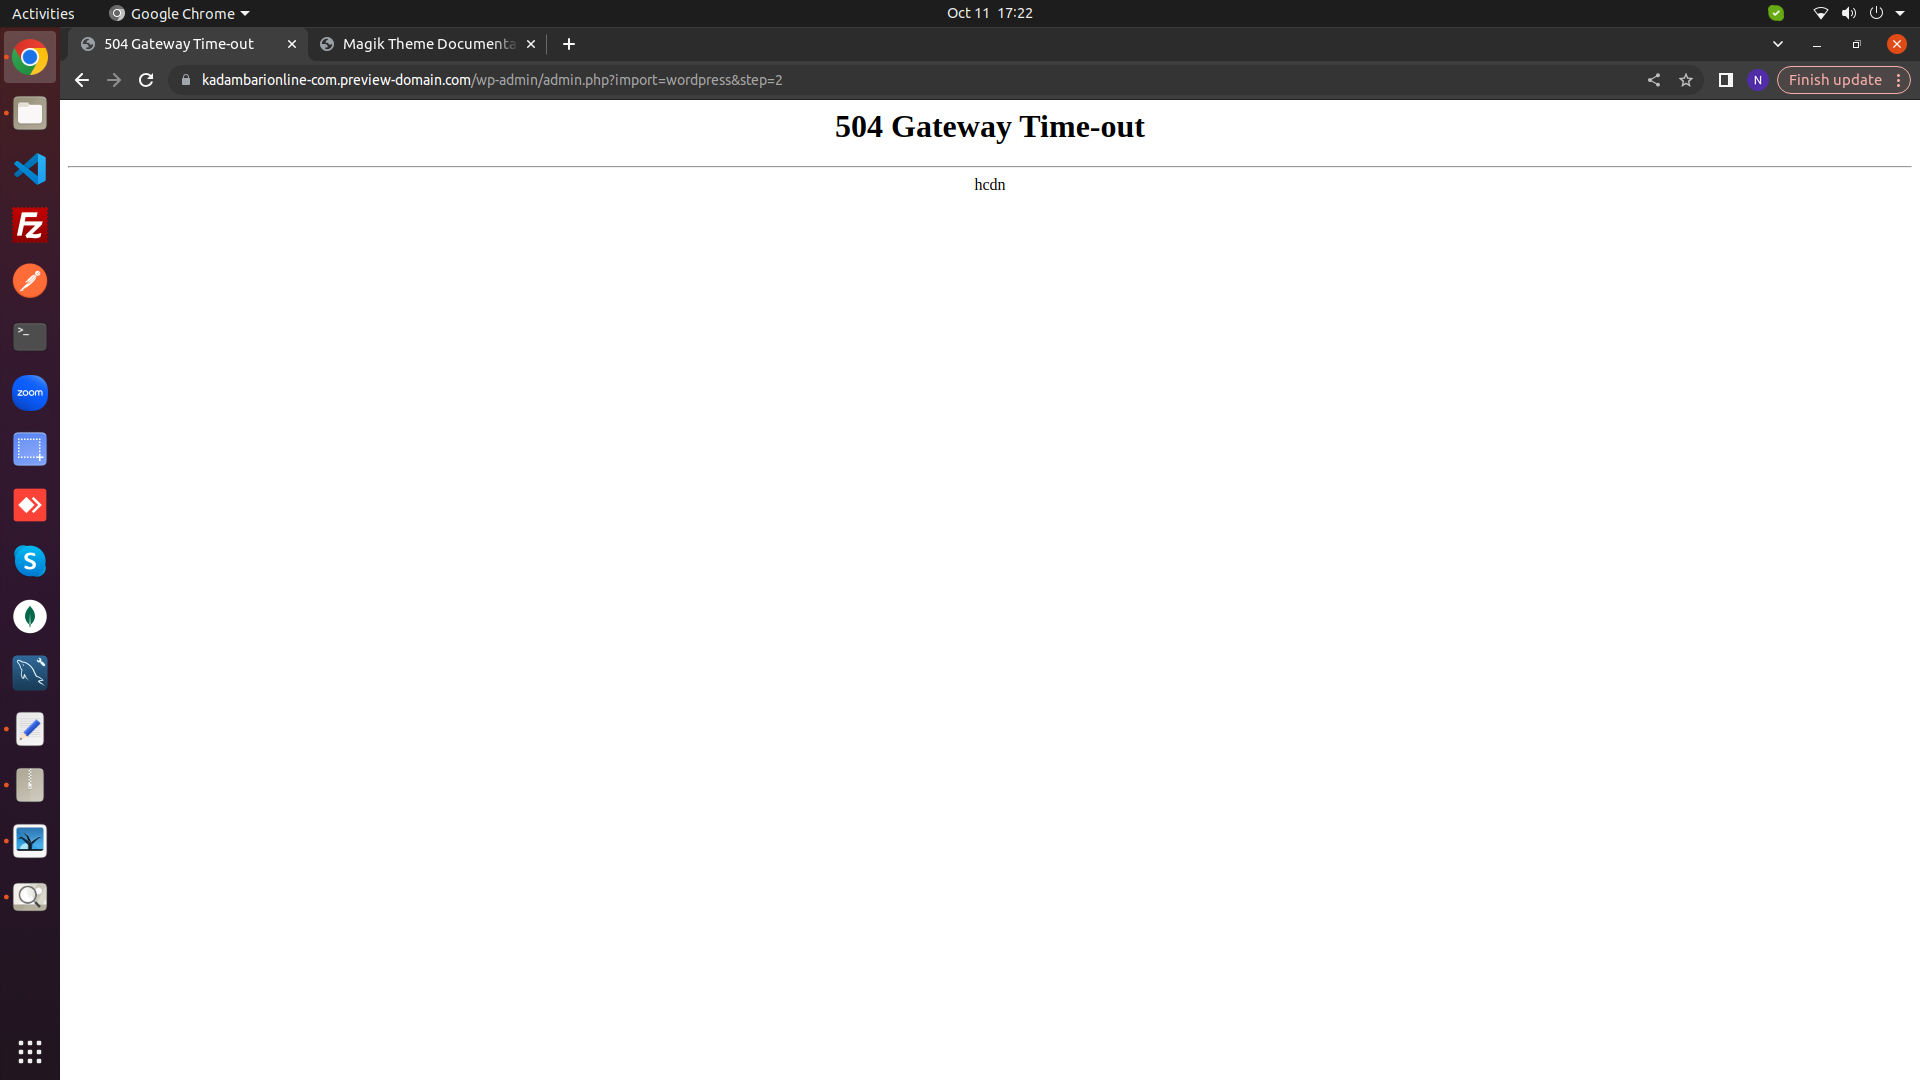 Activities
Google Chrome
Oct 11 17:22
504 Gateway Time-out
Magik Theme Documenta
kadambarionline-com.preview-domain.com/wp-admin/admin.php?import=wordpress&step=2
N
Finish update
504 Gateway Time-out
hcdn
Fz
>_
zoom
S